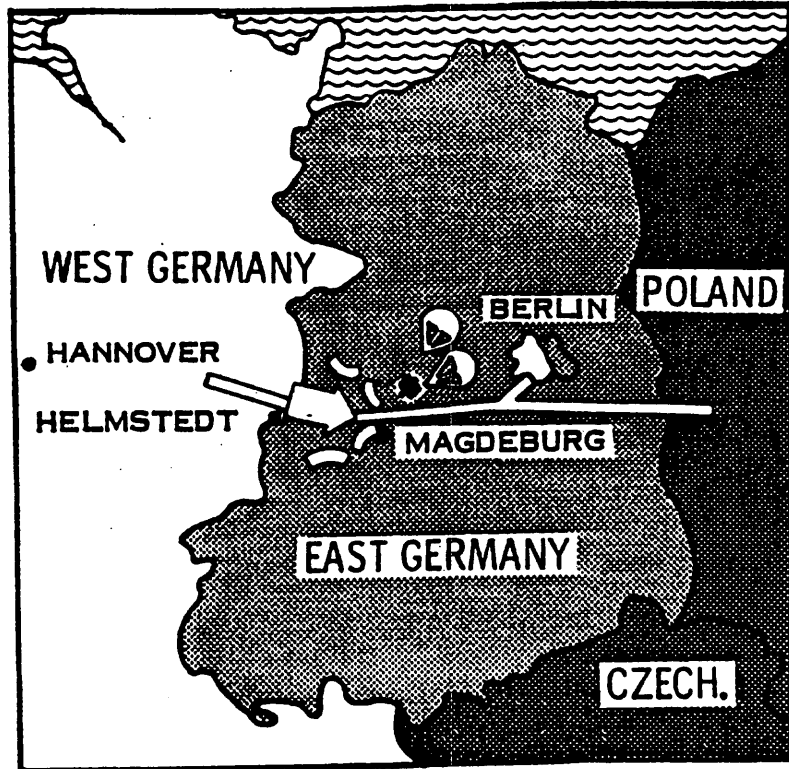 WEST GERMANY
POLAND
BERLIN
HANNOVER
HELMSTEDT
MAGDEBURG
EAST GERMANY
CZECH.